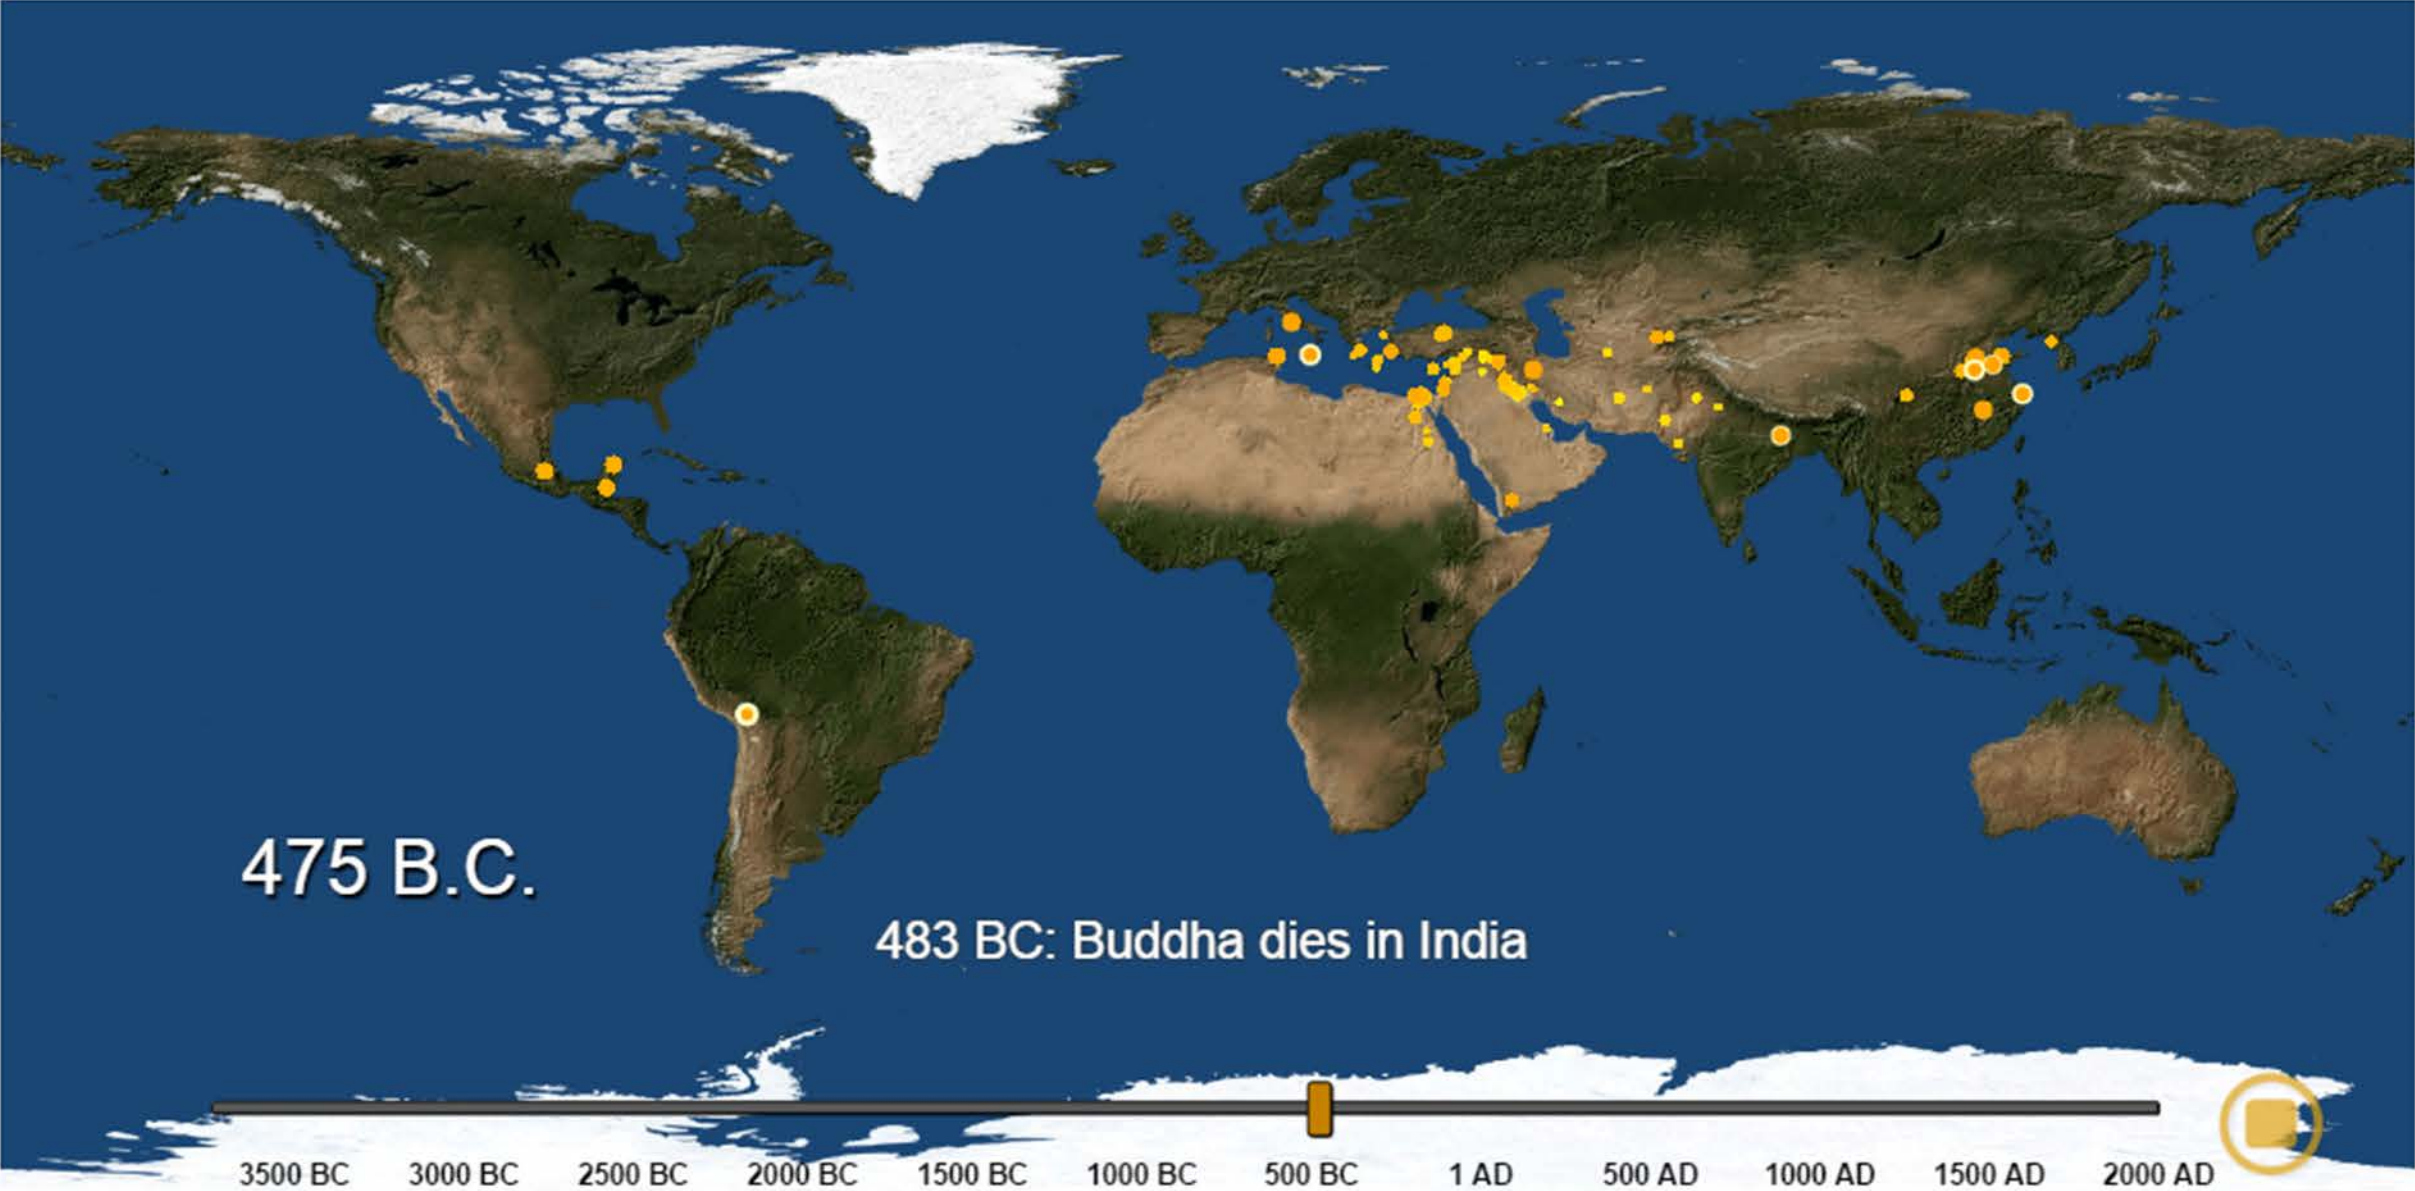 475 B.C.
483 BC: Buddha dies in India
3500 BC 3000 BC 2500 BC 2000 BC 1500 BC 1000 BC 500 BC 1 AD 500 AD 1000 AD 1500 AD 2000 AD